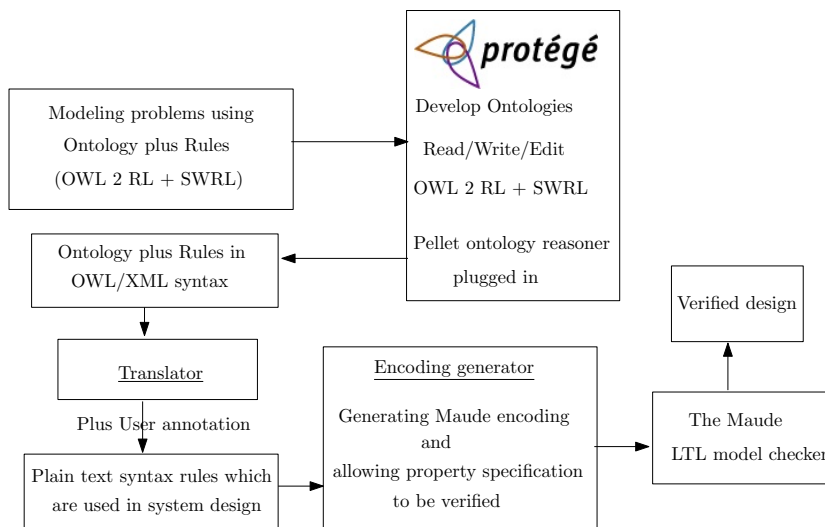 Modeling problems using
Ontology plus Rules
(OWL 2 RL + SWRL)
protégé
Develop Ontologies
Read/Write/Edit
OWL 2 RL + SWRL
Pellet ontology reasoner
plugged in
Ontology plus Rules in
OWL/XML syntax
Translator
Plus User annotation
Plain text syntax rules which
are used in system design
Encoding generator
Generating Maude encoding
and
allowing property specification
to be verified
The Maude
LTL model checker
Verified design